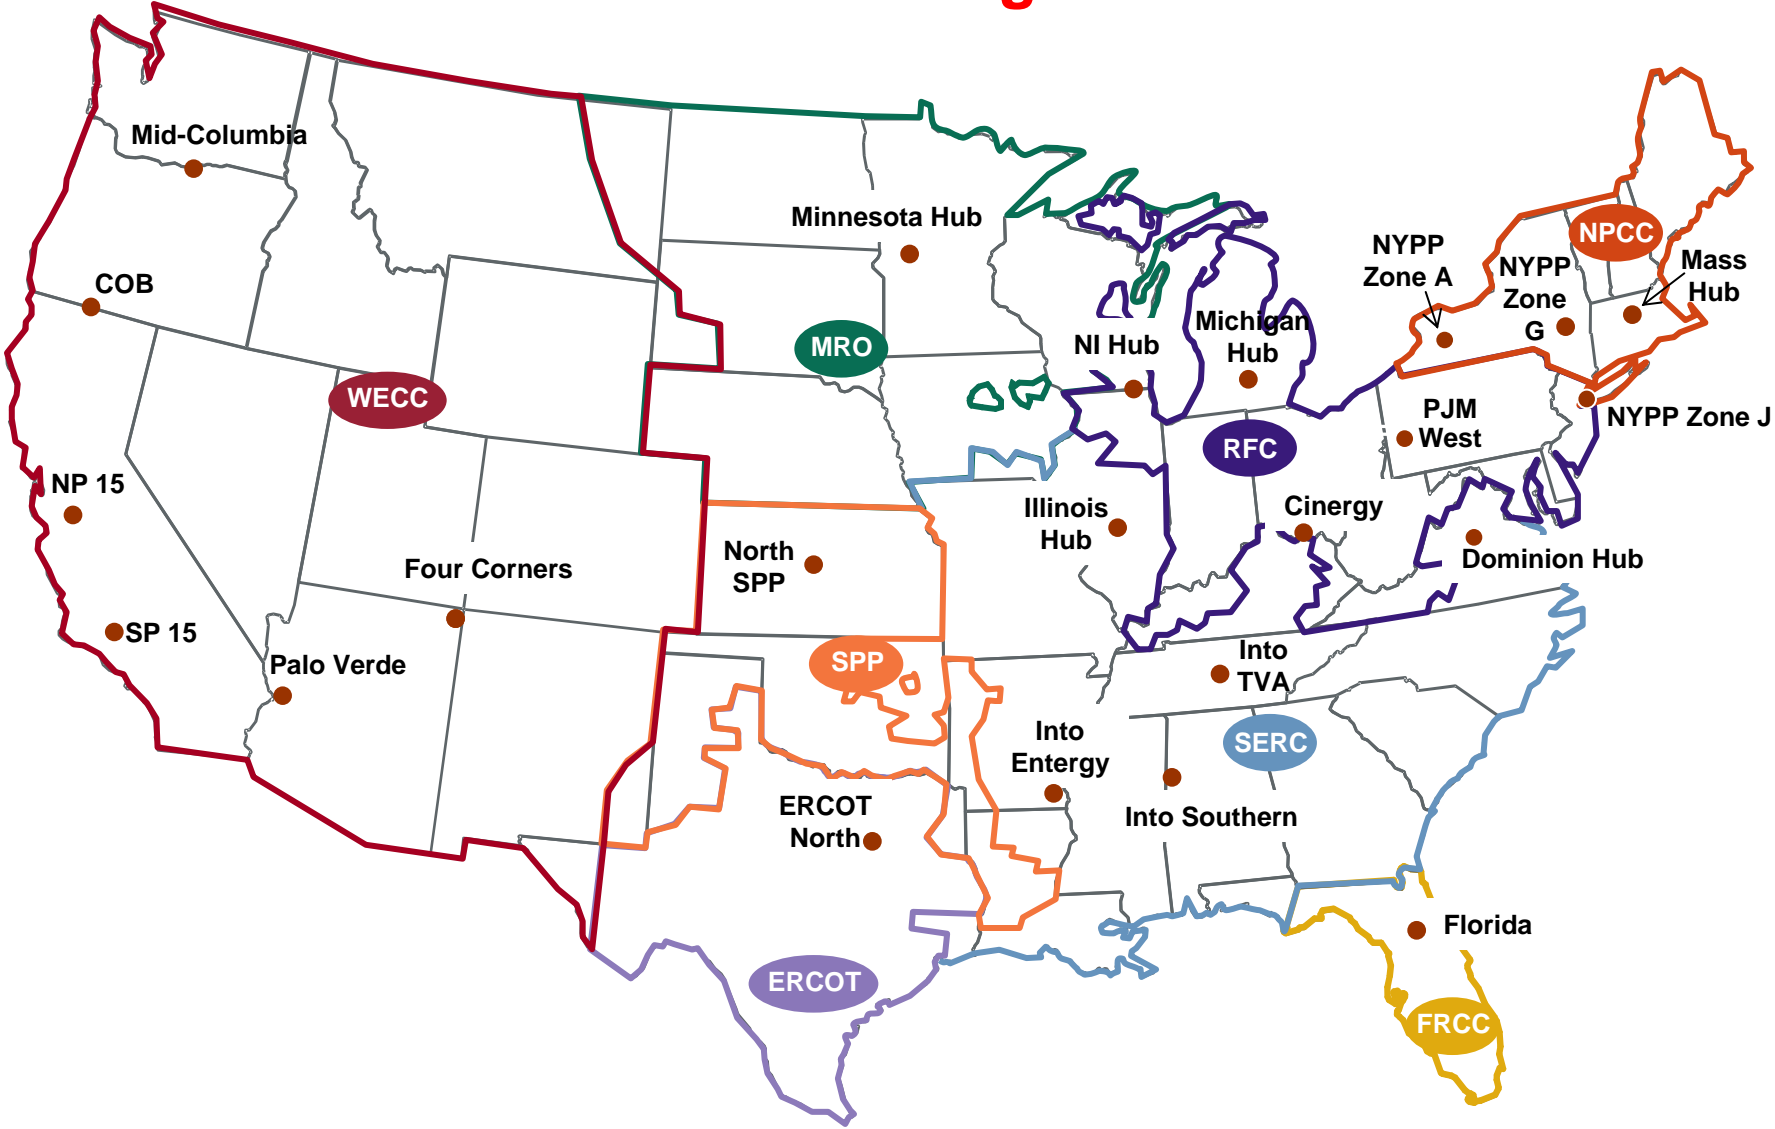 Mid-Columbia
Minnesota Hub
NPCC
NYPP
Zone A
NYPP
Zone
G
Mass
Hub
COB
MRO
NI Hub
Michigan
Hub
WECC
PJM
West
NYPP Zone J
RFC
NP 15
Illinois
Hub
Cinergy
North
SPP
Four Corners
Dominion Hub
SP 15
Palo Verde
SPP
Into
TVA
Into
Entergy
SERC
ERCOT
North
Into Southern
Florida
ERCOT
FRCC